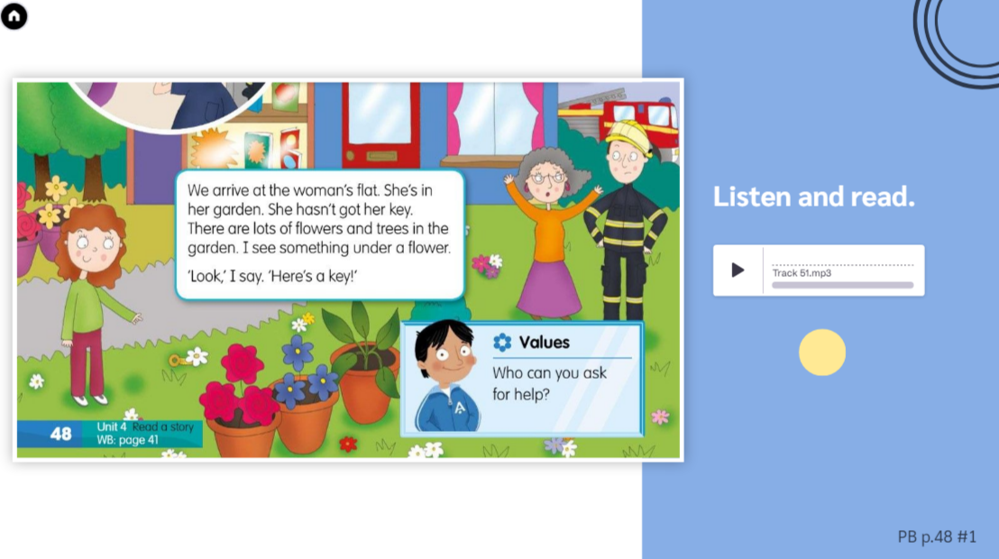 We arrive at the woman's flat. She's in
her garden. She hasn't got her key.
There are lots of flowers and trees in the
garden. I see something under a flower.
'Look,' I say. 'Here's a key!'
Values
Who can you ask
for help?
A
48
Unit 4 Read a story
WB: page 41
Listen and read.
Track 51.mp3
PB p.48 #1